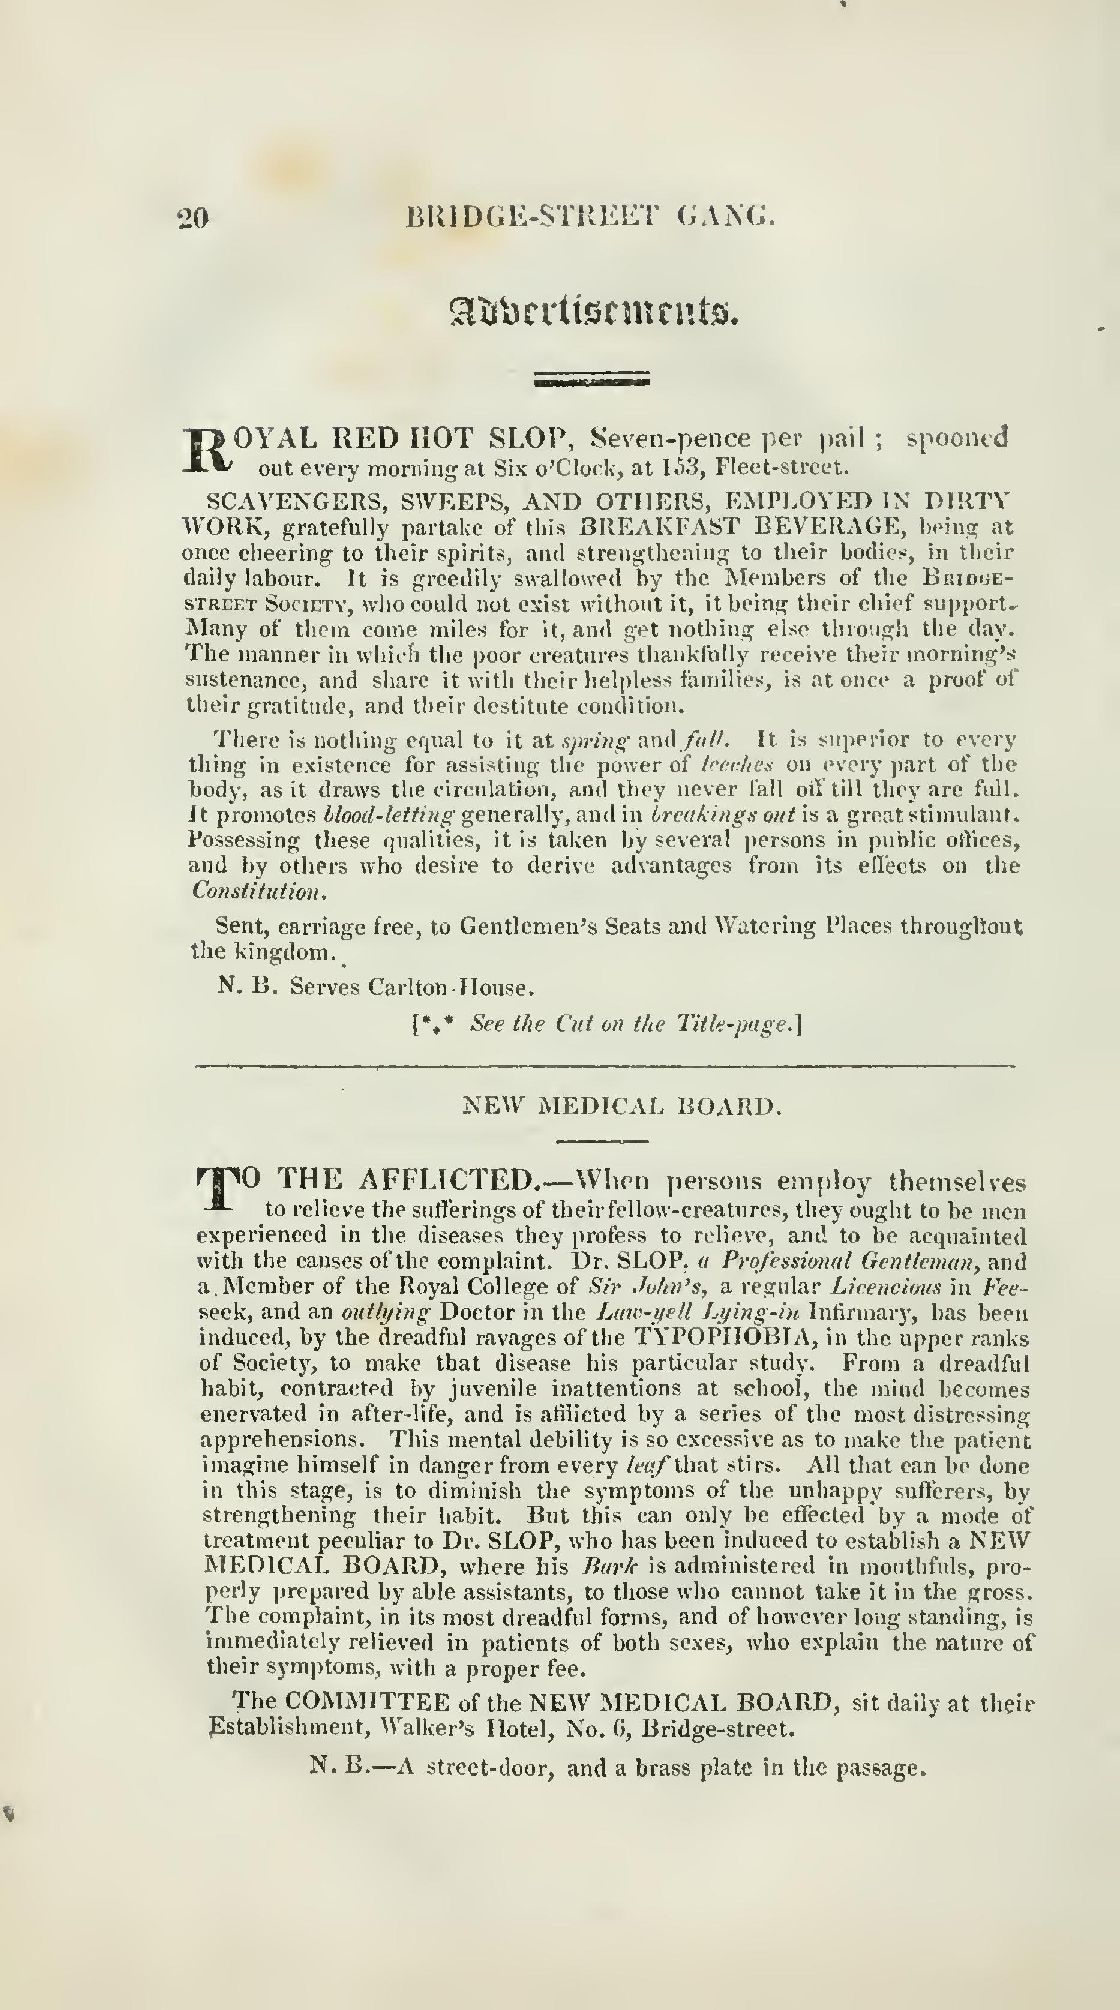 20 BRIDGE-STREET GANG.
Advertisements.
ROYAL RED HOT SLOP, Seven-pence per pail ; spooned
out every morning at Six o'Clock, at 153, Fleet-street.
SCAVENGERS, SWEEPS, AND OTHERS, EMPLOYED IN DIRTY
WORK, gratefully partake of this BREAKFAST BEVERAGE, being at
once cheering to their spirits, and strengthening to their bodies, in their
daily labour. It is greedily swallowed by the Members of the BRIDGE-
STREET SOCIETY, who could not exist without it, it being their chief support.
Many of them come miles for it, and get nothing else through the day.
The manner in which the poor creatures thankfully receive their morning's
sustenance, and share it with their helpless families, is at once a proof of
their gratitude, and their destitute condition.
There is nothing equal to it at spring and fall. It is superior to every
thing in existence for assisting the power of leeches on every part of the
body, as it draws the circulation, and they never fall off till they are full.
It promotes blood-letting generally, and in breakings out is a great stimulant.
Possessing these qualities, it is taken by several persons in public offices,
and by others who desire to derive advantages from its effects on the
Constitution.
Sent, carriage free, to Gentlemen's Seats and Watering Places throughout
the kingdom.
N. B. Serves Carlton-House.
[*⁎* See the Cut on the Title-page.]
NEW MEDICAL BOARD.
TO THE AFFLICTED.—When persons employ themselves
to relieve the sufferings of their fellow-creatures, they ought to be men
experienced in the diseases they profess to relieve, and to be acquainted
with the causes of the complaint. Dr. SLOP, a Professional Gentleman, and
a Member of the Royal College of Sir John's, a regular Licencious in Fee-
seek, and an outlying Doctor in the Law-yell Lying-in Infirmary, has been
induced, by the dreadful ravages of the TYPOPHOBIA, in the upper ranks
of Society, to make that disease his particular study. From a dreadful
habit, contracted by juvenile inattentions at school, the mind becomes
enervated in after-life, and is afflicted by a series of the most distressing
apprehensions. This mental debility is so excessive as to make the patient
imagine himself in danger from every leaf that stirs. All that can be done
in this stage, is to diminish the symptoms of the unhappy sufferers, by
strengthening their habit. But this can only be effected by a mode of
treatment peculiar to Dr. SLOP, who has been induced to establish a NEW
MEDICAL BOARD, where his Bark is administered in mouthfuls, pro-
perly prepared by able assistants, to those who cannot take it in the gross.
The complaint, in its most dreadful forms, and of however long standing, is
immediately relieved in patients of both sexes, who explain the nature of
their symptoms, with a proper fee.
The COMMITTEE of the NEW MEDICAL BOARD, sit daily at their
Establishment, Walker's Hotel, No. 6, Bridge-street.
N. B.—A street-door, and a brass plate in the passage.